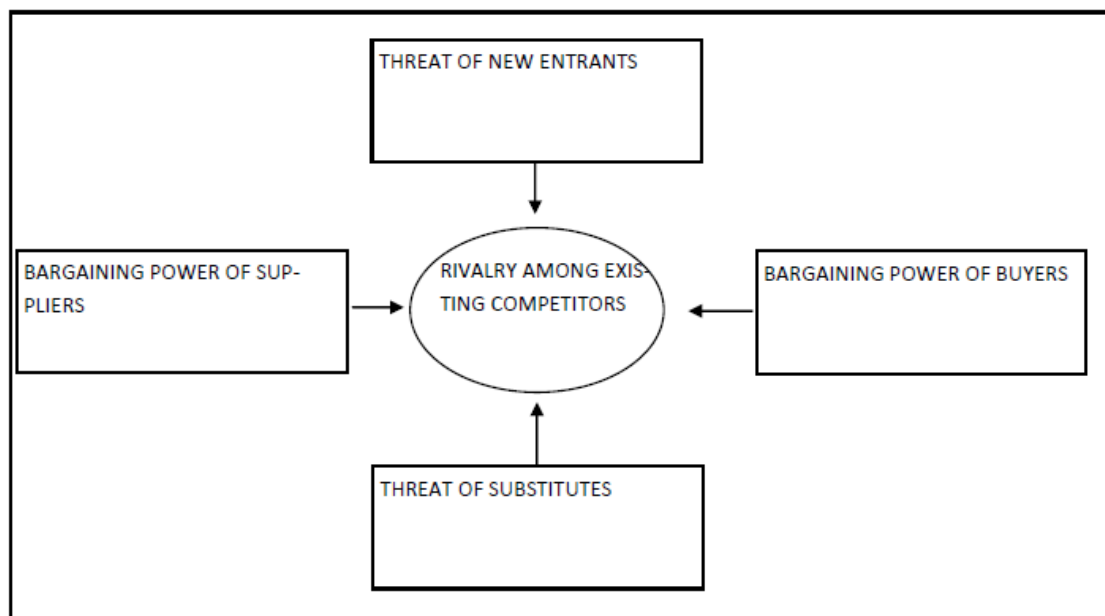 THREAT OF NEW ENTRANTS
BARGAINING POWER OF SUP-
PLIERS
RIVALRY AMONG EXIS-
TING COMPETITORS
BARGAINING POWER OF BUYERS
THREAT OF SUBSTITUTES